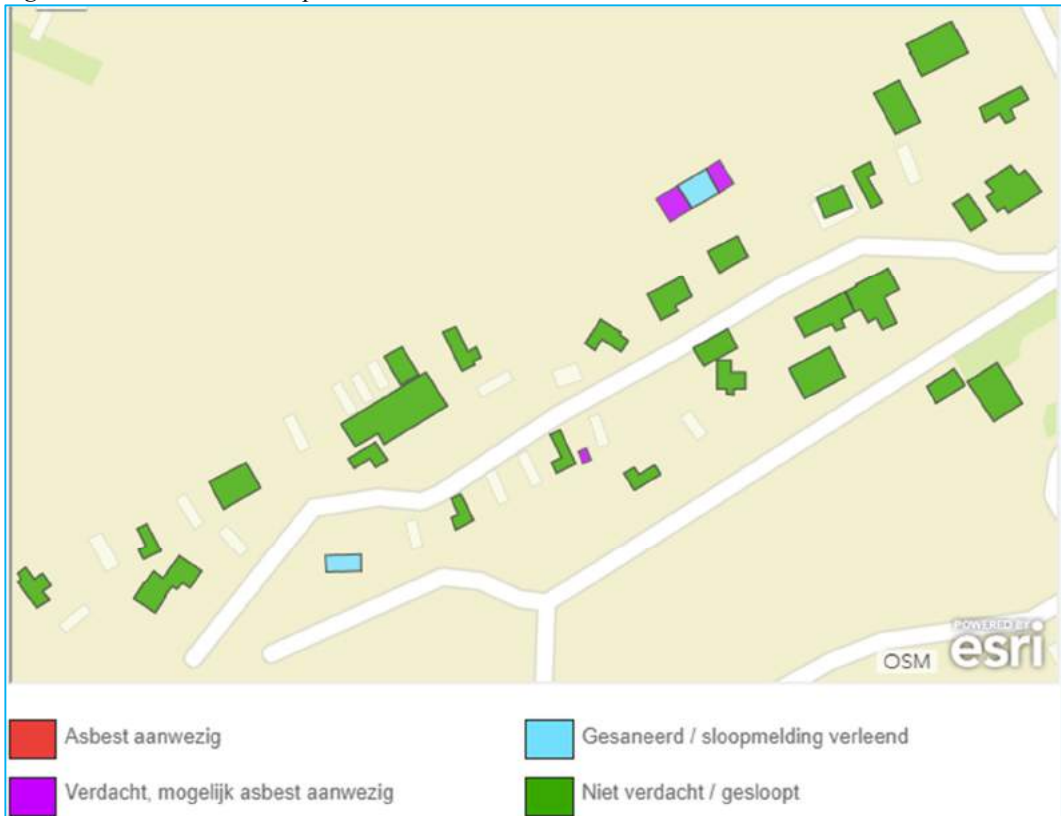 POWERED BY
esri
OSM
Asbest aanwezig
Gesaneerd / sloopmelding verleend
Verdacht, mogelijk asbest aanwezig
Niet verdacht / gesloopt